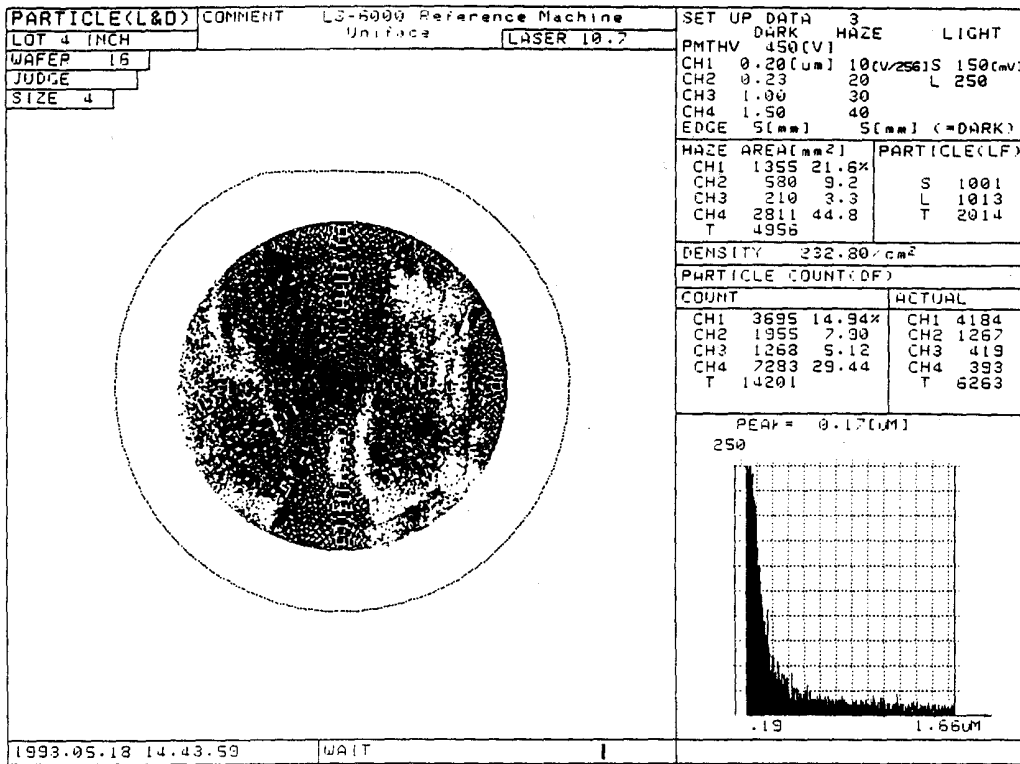 PARTICLE(L&D) COMMENT LS-6000 Reference Machine
Uniface
LOT 4 INCH LASER 10.7
WAFER 16
JUDGE
SIZE 4
SET UP DATA 3
DARK HAZE LIGHT
PMTHV 450[V]
CH1 0.20[um] 10(V/256) S 150(mV)
CH2 0.23 20 L 250
CH3 1.00 30
CH4 1.50 40
EDGE 5[mm] 5[mm] (=DARK)
HAZE AREA[mm2] PARTICLE(LF)
CH1 1355 21.6%
CH2 580 9.2 S 1001
CH3 210 3.3 L 1013
CH4 2811 44.8 T 2014
T 4956
DENSITY 232.80/cm2
PARTICLE COUNT(DF)
COUNT ACTUAL
CH1 3695 14.94% CH1 4184
CH2 1955 7.90 CH2 1267
CH3 1268 5.12 CH3 419
CH4 7283 29.44 CH4 393
T 14201 T 6263
PEAK= 0.17[uM]
250
.19 1.66uM
1993.05.18 14.43.59 WAIT